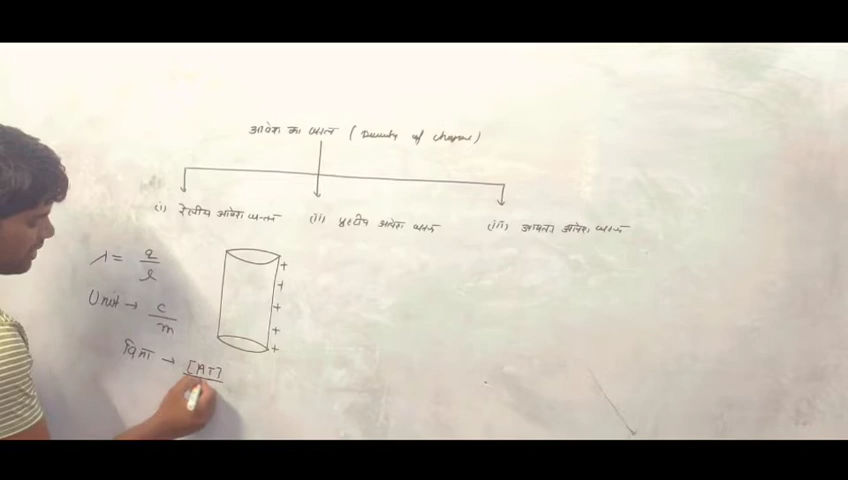 आवेश का घनत्व (Density of charge)
(i) रेखीय आवेश घनत्व (ii) पृष्ठीय आवेश घनत्व (iii) आयतन आवेश घनत्व
λ = q/l
Unit → c/m
विमा → [AT]
+
+
+
+
+